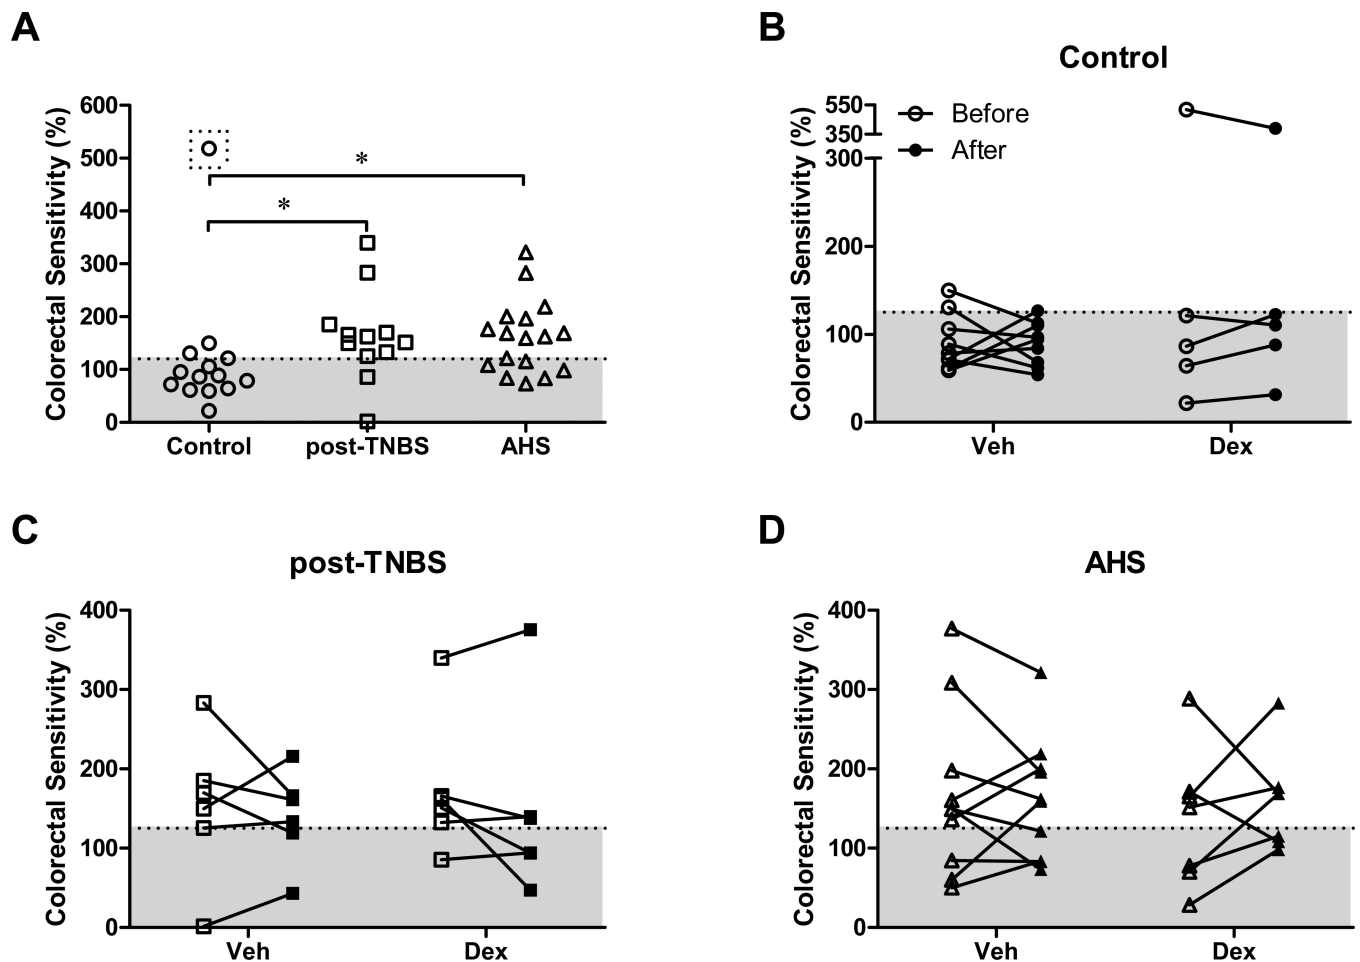 A
Colorectal Sensitivity (%)
600
500
400
300
200
100
0
*
*
Control
post-TNBS
AHS
B
Control
Colorectal Sensitivity (%)
550
350
300
200
100
0
Before
After
Veh
Dex
C
post-TNBS
Colorectal Sensitivity (%)
400
300
200
100
0
Veh
Dex
D
AHS
Colorectal Sensitivity (%)
400
300
200
100
0
Veh
Dex